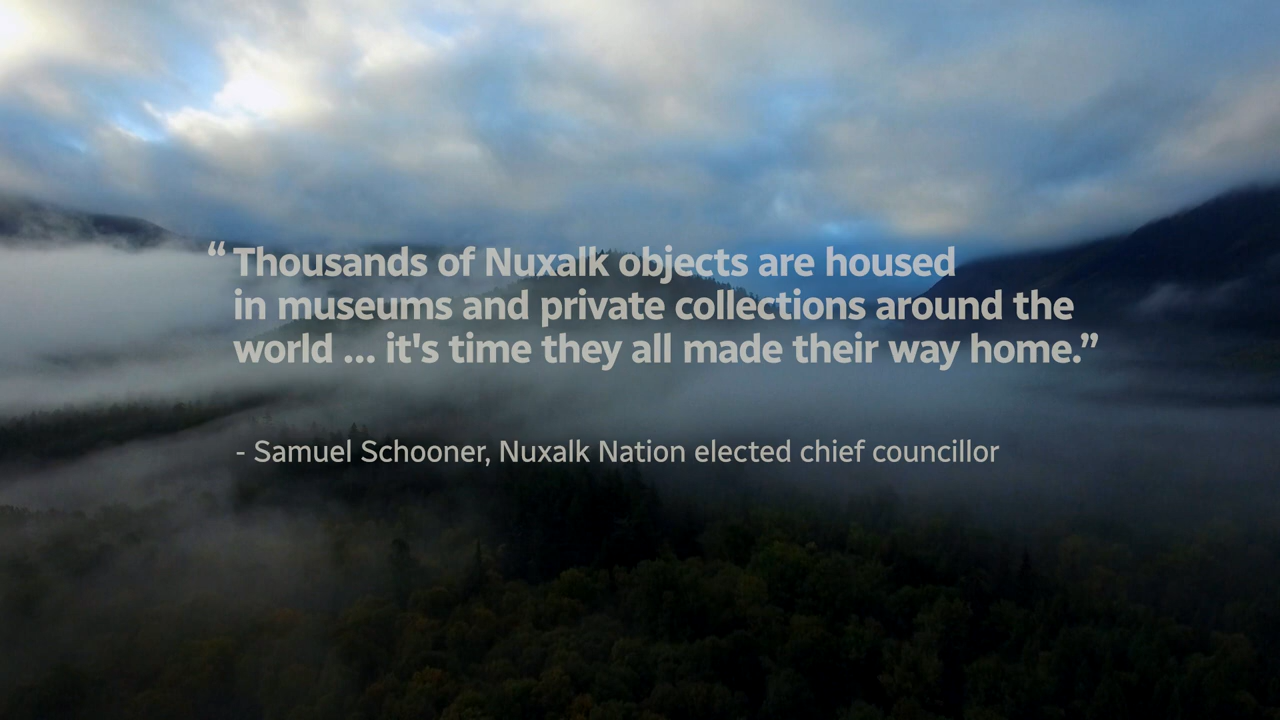 “Thousands of Nuxalk objects are housed
in museums and private collections around the
world ... it's time they all made their way home.”
- Samuel Schooner, Nuxalk Nation elected chief councillor